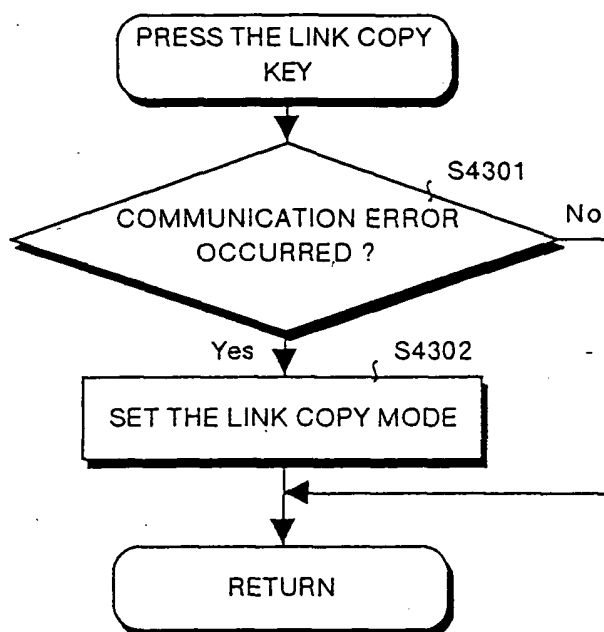 PRESS THE LINK COPY
KEY
S4301
COMMUNICATION ERROR
OCCURRED ?
No
Yes
S4302
SET THE LINK COPY MODE
RETURN